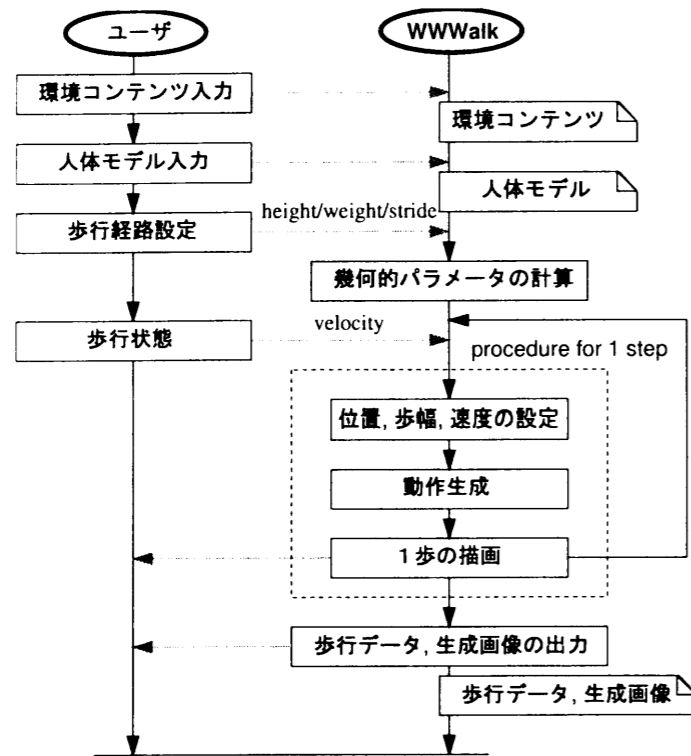 ユーザ
WWWalk
環境コンテンツ入力
環境コンテンツ
人体モデル入力
人体モデル
height/weight/stride
歩行経路設定
幾何的パラメータの計算
velocity
歩行状態
procedure for 1 step
位置, 歩幅, 速度の設定
動作生成
1歩の描画
歩行データ, 生成画像の出力
歩行データ, 生成画像